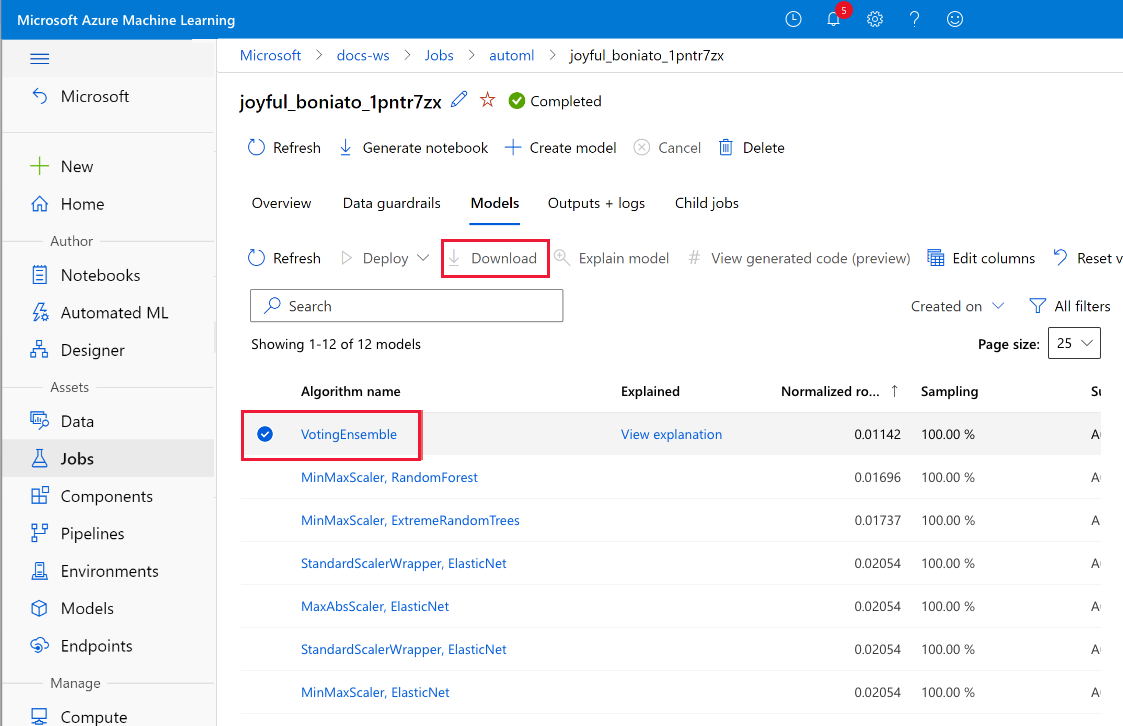 Microsoft Azure Machine Learning
5
Microsoft
New
Home
Author
Notebooks
Automated ML
Designer
Assets
Data
Jobs
Components
Pipelines
Environments
Models
Endpoints
Manage
Compute
Microsoft > docs-ws > Jobs > automl > joyful_boniato_1pntr7zx
joyful_boniato_1pntr7zx Completed
Refresh Generate notebook Create model Cancel Delete
Overview Data guardrails Models Outputs + logs Child jobs
Refresh Deploy Download Explain model # View generated code (preview) Edit columns Reset v
Search Created on All filters
Showing 1-12 of 12 models Page size: 25
Algorithm name Explained Normalized ro... ↑ Sampling
VotingEnsemble View explanation 0.01142 100.00 %
MinMaxScaler, RandomForest 0.01696 100.00 %
MinMaxScaler, ExtremeRandomTrees 0.01737 100.00 %
StandardScalerWrapper, ElasticNet 0.02054 100.00 %
MaxAbsScaler, ElasticNet 0.02054 100.00 %
StandardScalerWrapper, ElasticNet 0.02054 100.00 %
MinMaxScaler, ElasticNet 0.02054 100.00 %